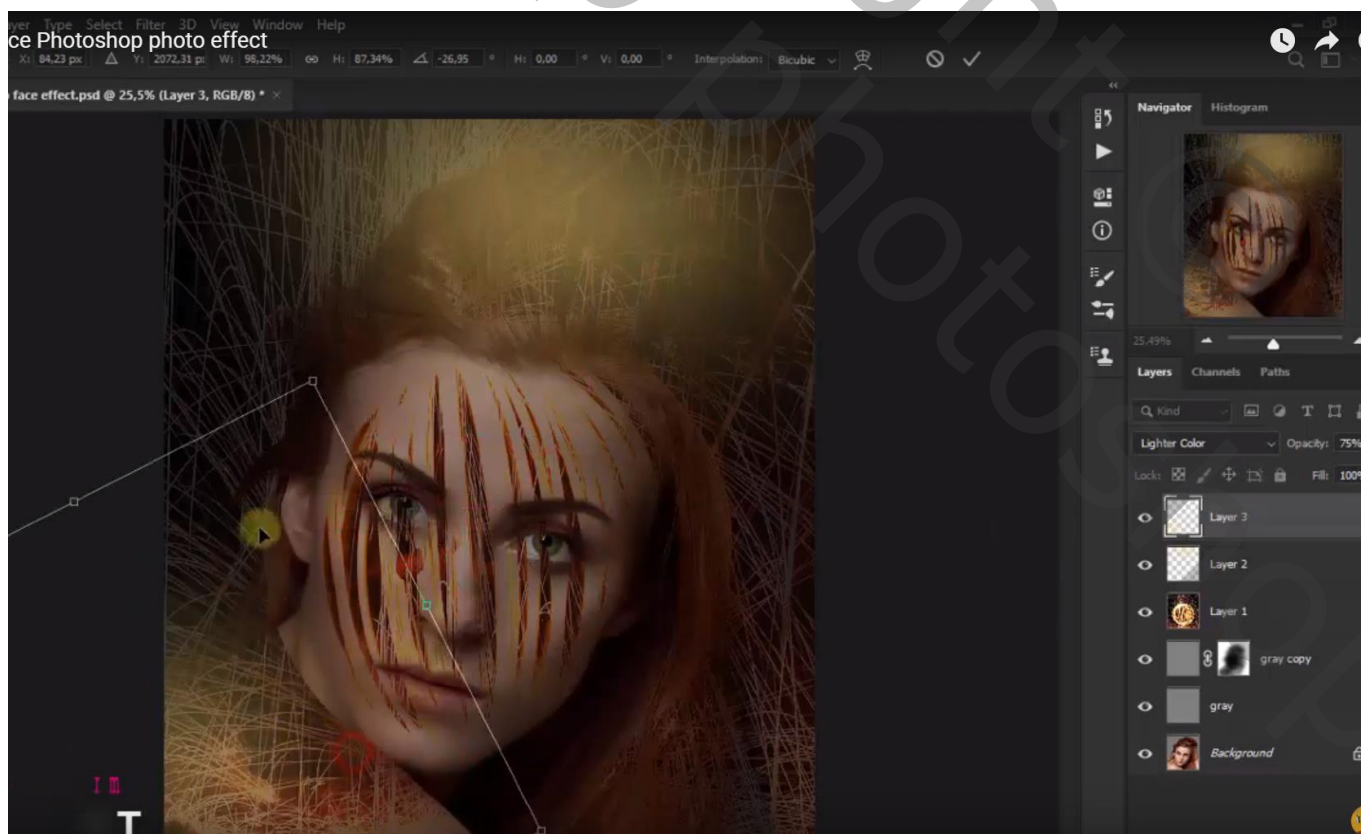 ayer Type Select Filter 3D View Window Help
ce Photoshop photo effect
X: 84,23 px Y: 2072,31 p: W: 98,22% H: 87,34% -26,95 ° H: 0,00 ° V: 0,00 ° Interpolation: Bicubic
face effect.psd @ 25,5% (Layer 3, RGB/8) * ×
Navigator Histogram
25.49%
Layers Channels Paths
Kind
Lighter Color Opacity: 75%
Lock: Fill: 100%
Layer 3
Layer 2
Layer 1
gray copy
gray
Background
I m
T
photoshop
©